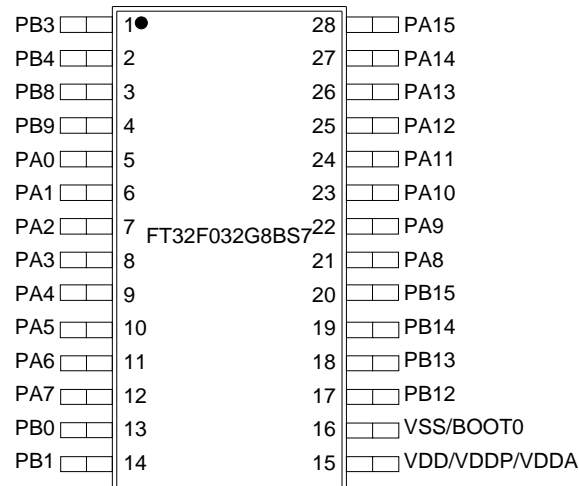 PB3 1 28 PA15
PB4 2 27 PA14
PB8 3 26 PA13
PB9 4 25 PA12
PA0 5 24 PA11
PA1 6 23 PA10
PA2 7 FT32F032G8BS7 22 PA9
PA3 8 21 PA8
PA4 9 20 PB15
PA5 10 19 PB14
PA6 11 18 PB13
PA7 12 17 PB12
PB0 13 16 VSS/BOOT0
PB1 14 15 VDD/VDDP/VDDA